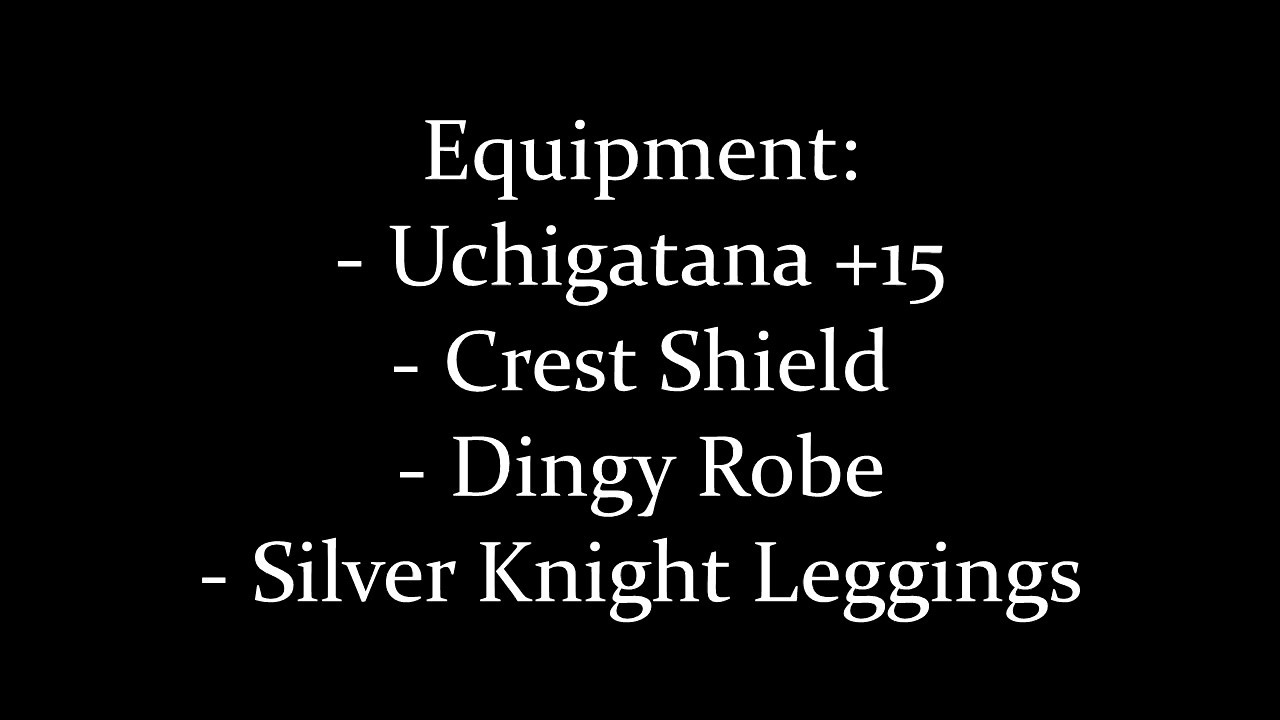 Equipment:
- Uchigatana +15
- Crest Shield
- Dingy Robe
- Silver Knight Leggings